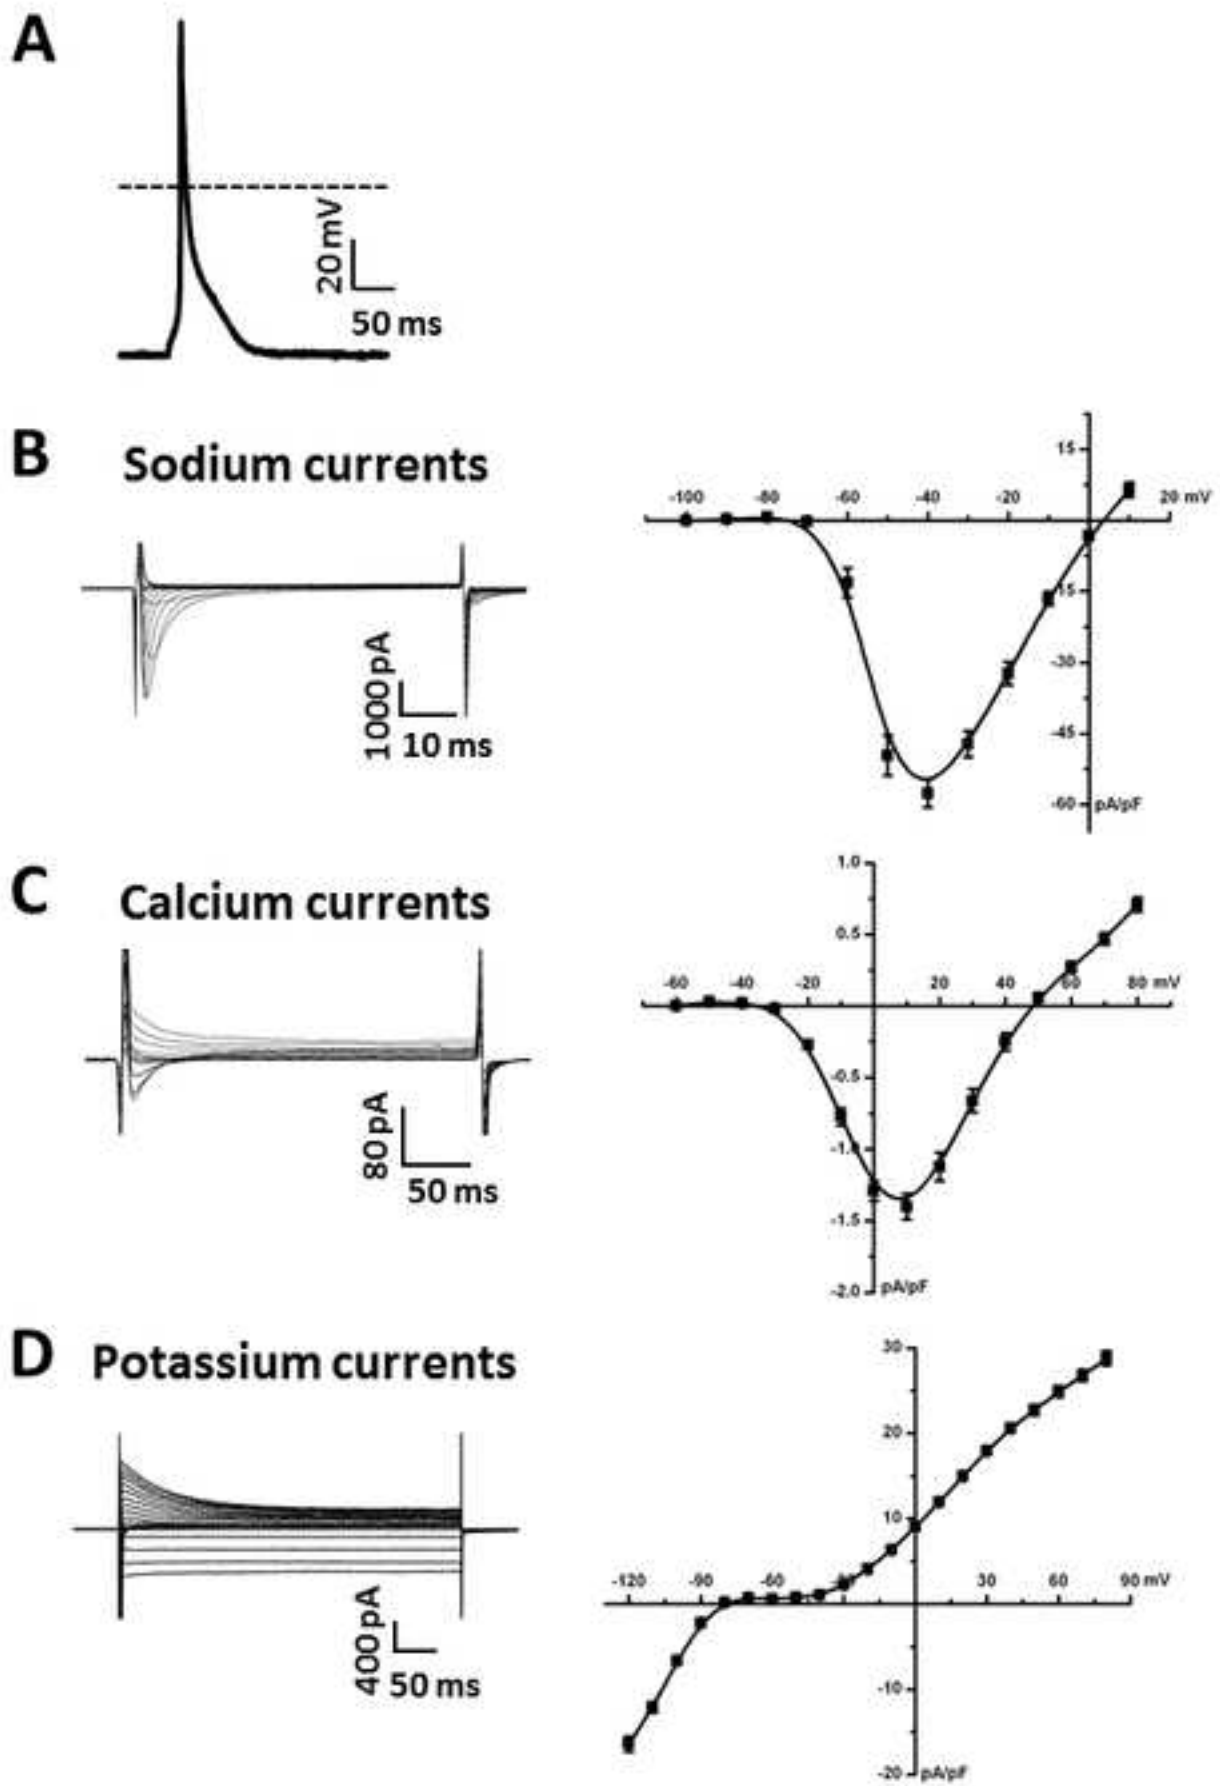 A
20 mV
50 ms
B
Sodium currents
1000 pA
10 ms
15
-100 -80 -60 -40 -20 20 mV
-15
-30
-45
-60 pA/pF
C
Calcium currents
80 pA
50 ms
1.0
0.5
-60 -40 -20 20 40 60 80 mV
-0.5
-1.0
-1.5
-2.0 pA/pF
D
Potassium currents
400 pA
50 ms
30
20
10
-120 -90 -60 30 60 90 mV
-10
-20 pA/pF